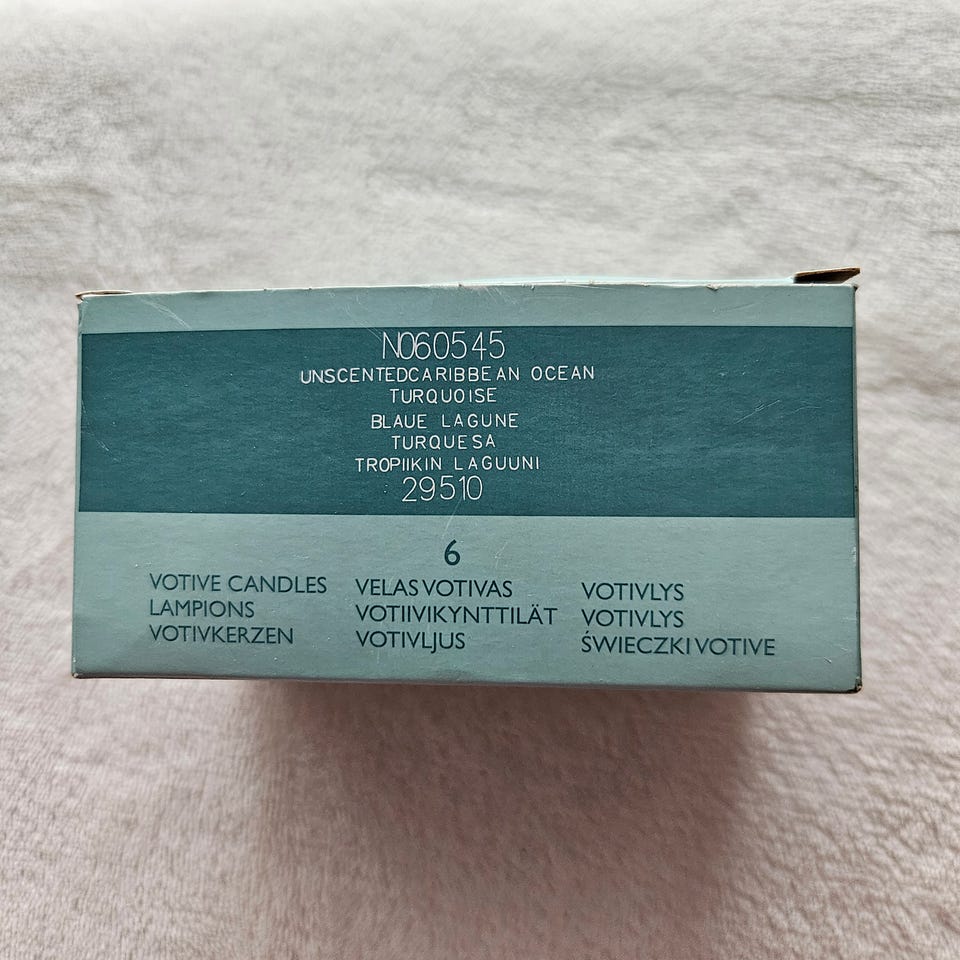 N060545
UNSCENTEDCARIBBEAN OCEAN
TURQUOISE
BLAUE LAGUNE
TURQUESA
TROPIIKIN LAGUUNI
29510
6
VOTIVE CANDLES
LAMPIONS
VOTIVKERZEN
VELAS VOTIVAS
VOTIIVIKYNTTILÄT
VOTIVLJUS
VOTIVLYS
VOTIVLYS
ŚWIECZKI VOTIVE